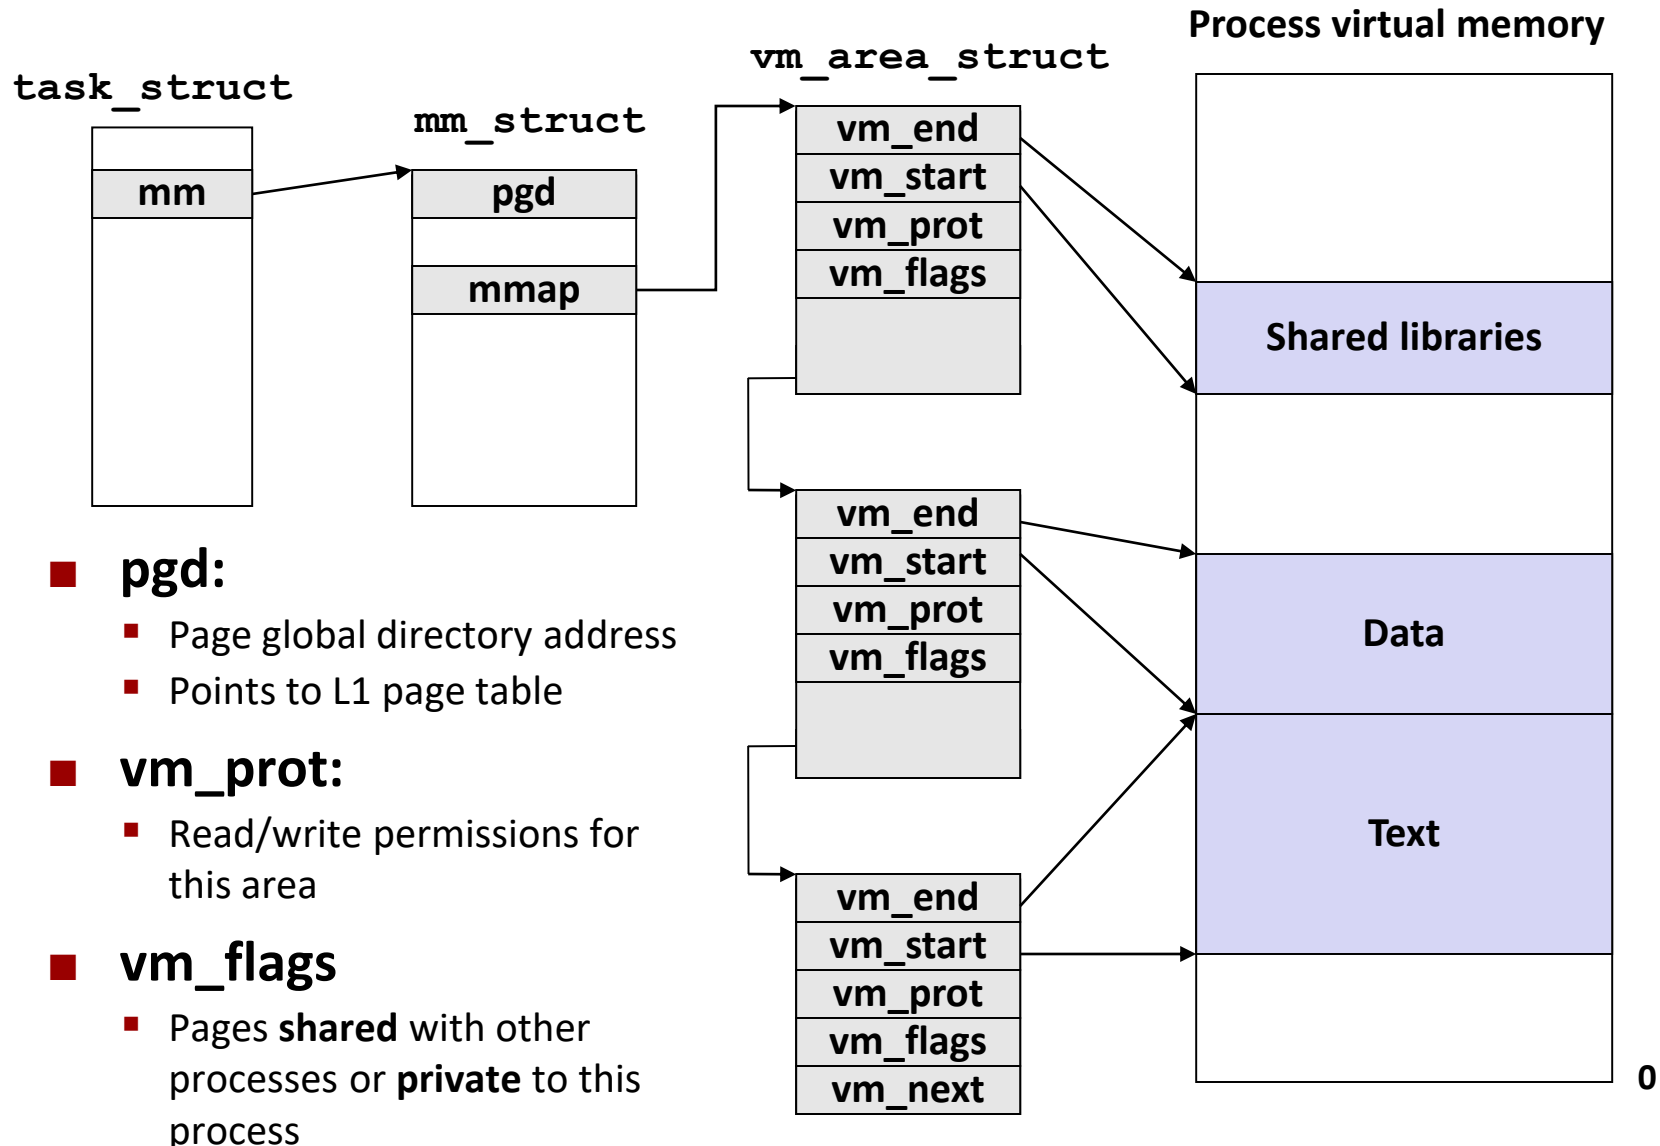 Process virtual memory
task_struct
mm_struct
vm_area_struct
mm
pgd
mmap
vm_end
vm_start
vm_prot
vm_flags
vm_end
vm_start
vm_prot
vm_flags
vm_end
vm_start
vm_prot
vm_flags
vm_next
Shared libraries
Data
Text
0
pgd:
Page global directory address
Points to L1 page table
vm_prot:
Read/write permissions for
this area
vm_flags
Pages shared with other
processes or private to this
process